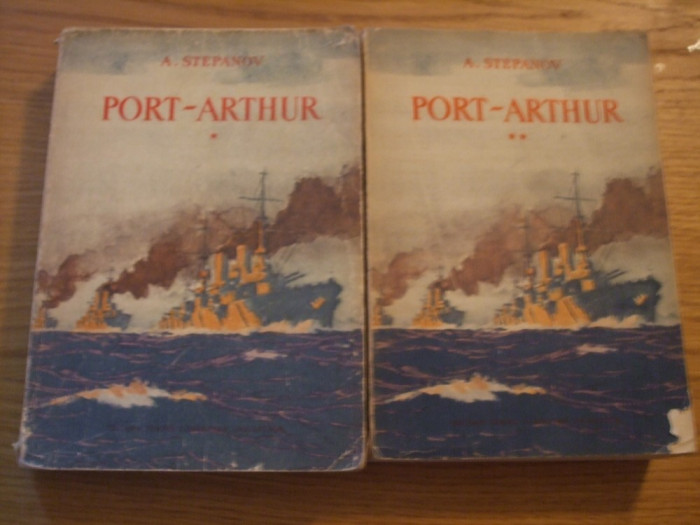 A. STEPANOV
PORT-ARTHUR
*
A. STEPANOV
PORT-ARTHUR
**